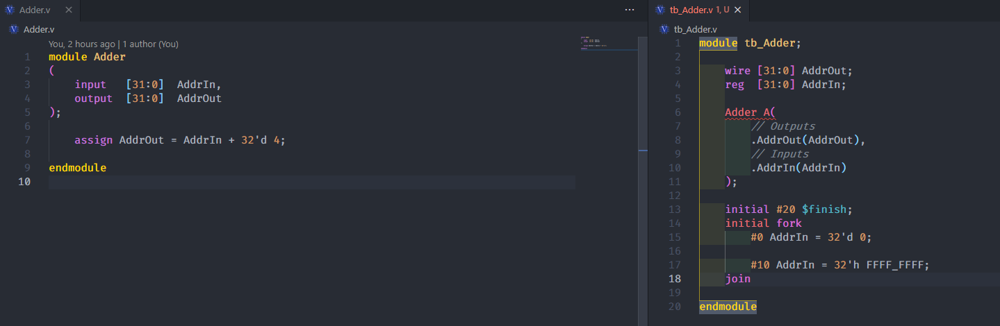 Adder.v
Adder.v
You, 2 hours ago | 1 author (You)
1 module Adder
2 (
3     input   [31:0]  AddrIn,
4     output  [31:0]  AddrOut
5 );
6
7     assign AddrOut = AddrIn + 32'd 4;
8
9 endmodule
10
tb_Adder.v 1, U
tb_Adder.v
1 module tb_Adder;
2
3     wire [31:0] AddrOut;
4     reg  [31:0] AddrIn;
5
6     Adder A(
7         // Outputs
8         .AddrOut(AddrOut),
9         // Inputs
10         .AddrIn(AddrIn)
11     );
12
13     initial #20 $finish;
14     initial fork
15         #0 AddrIn = 32'd 0;
16
17         #10 AddrIn = 32'h FFFF_FFFF;
18     join
19
20 endmodule